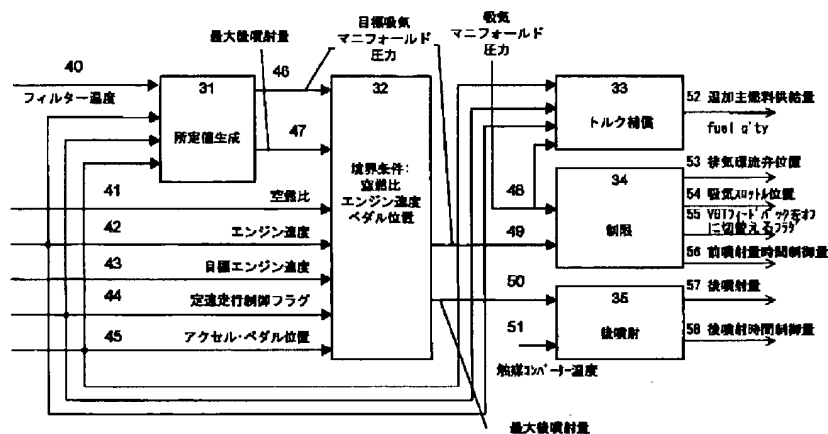 目標吸気
マニフォールド
圧力
吸気
マニフォールド
圧力
最大後噴射量
40
フィルター温度
31
所定値生成
46
47
32
境界条件:
空燃比
エンジン速度
ペダル位置
33
トルク補償
52 追加主燃料供給量
fuel q'ty
53 排気環流弁位置
34
制限
54 吸気スロットル位置
55 VGTフィードバックをオフ
に切替えるフラグ
56 前噴射量時間制御量
48
49
41
空燃比
42
エンジン速度
43
目標エンジン速度
44
定速走行制御フラグ
45
アクセル・ペダル位置
50
51
触媒コンバーター温度
35
後噴射
57 後噴射量
58 後噴射時間制御量
最大後噴射量